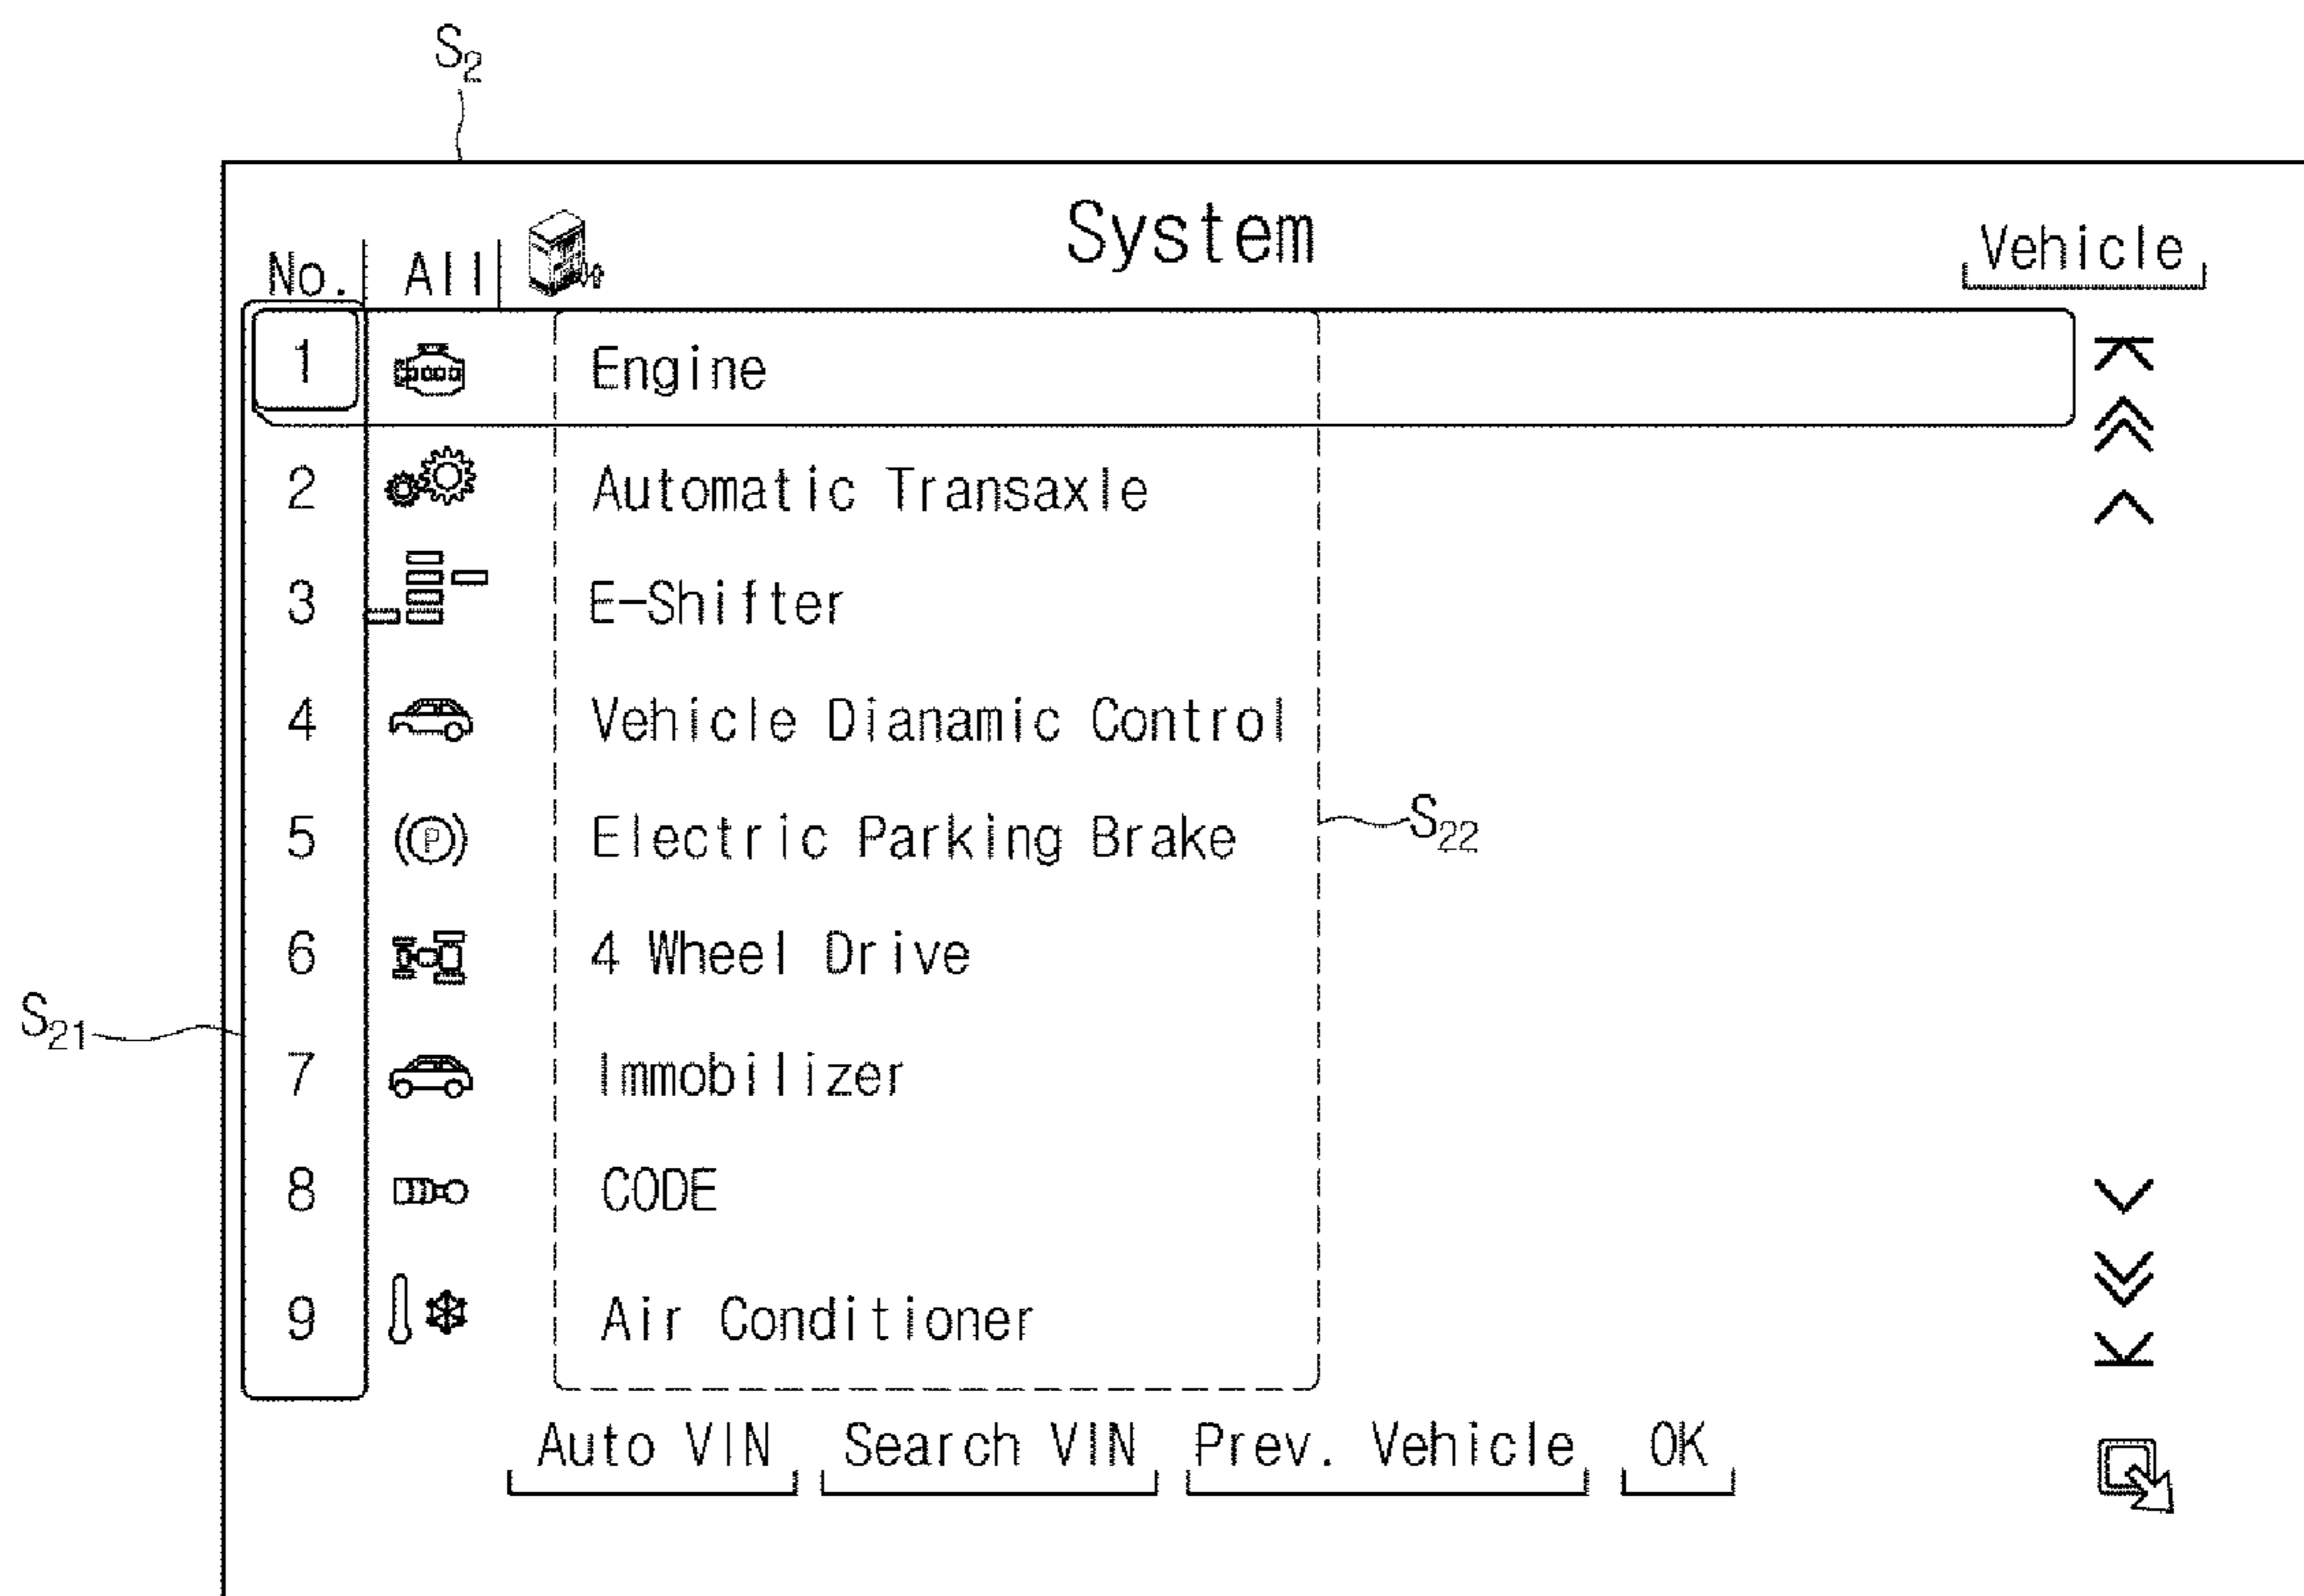 S2
System
Vehicle
No. All
1 Engine
2 Automatic Transaxle
3 E-Shifter
4 Vehicle Dianamic Control
5 (P) Electric Parking Brake
S22
6 4 Wheel Drive
S21
7 Immobilizer
8 CODE
9 Air Conditioner
Auto VIN Search VIN Prev. Vehicle OK